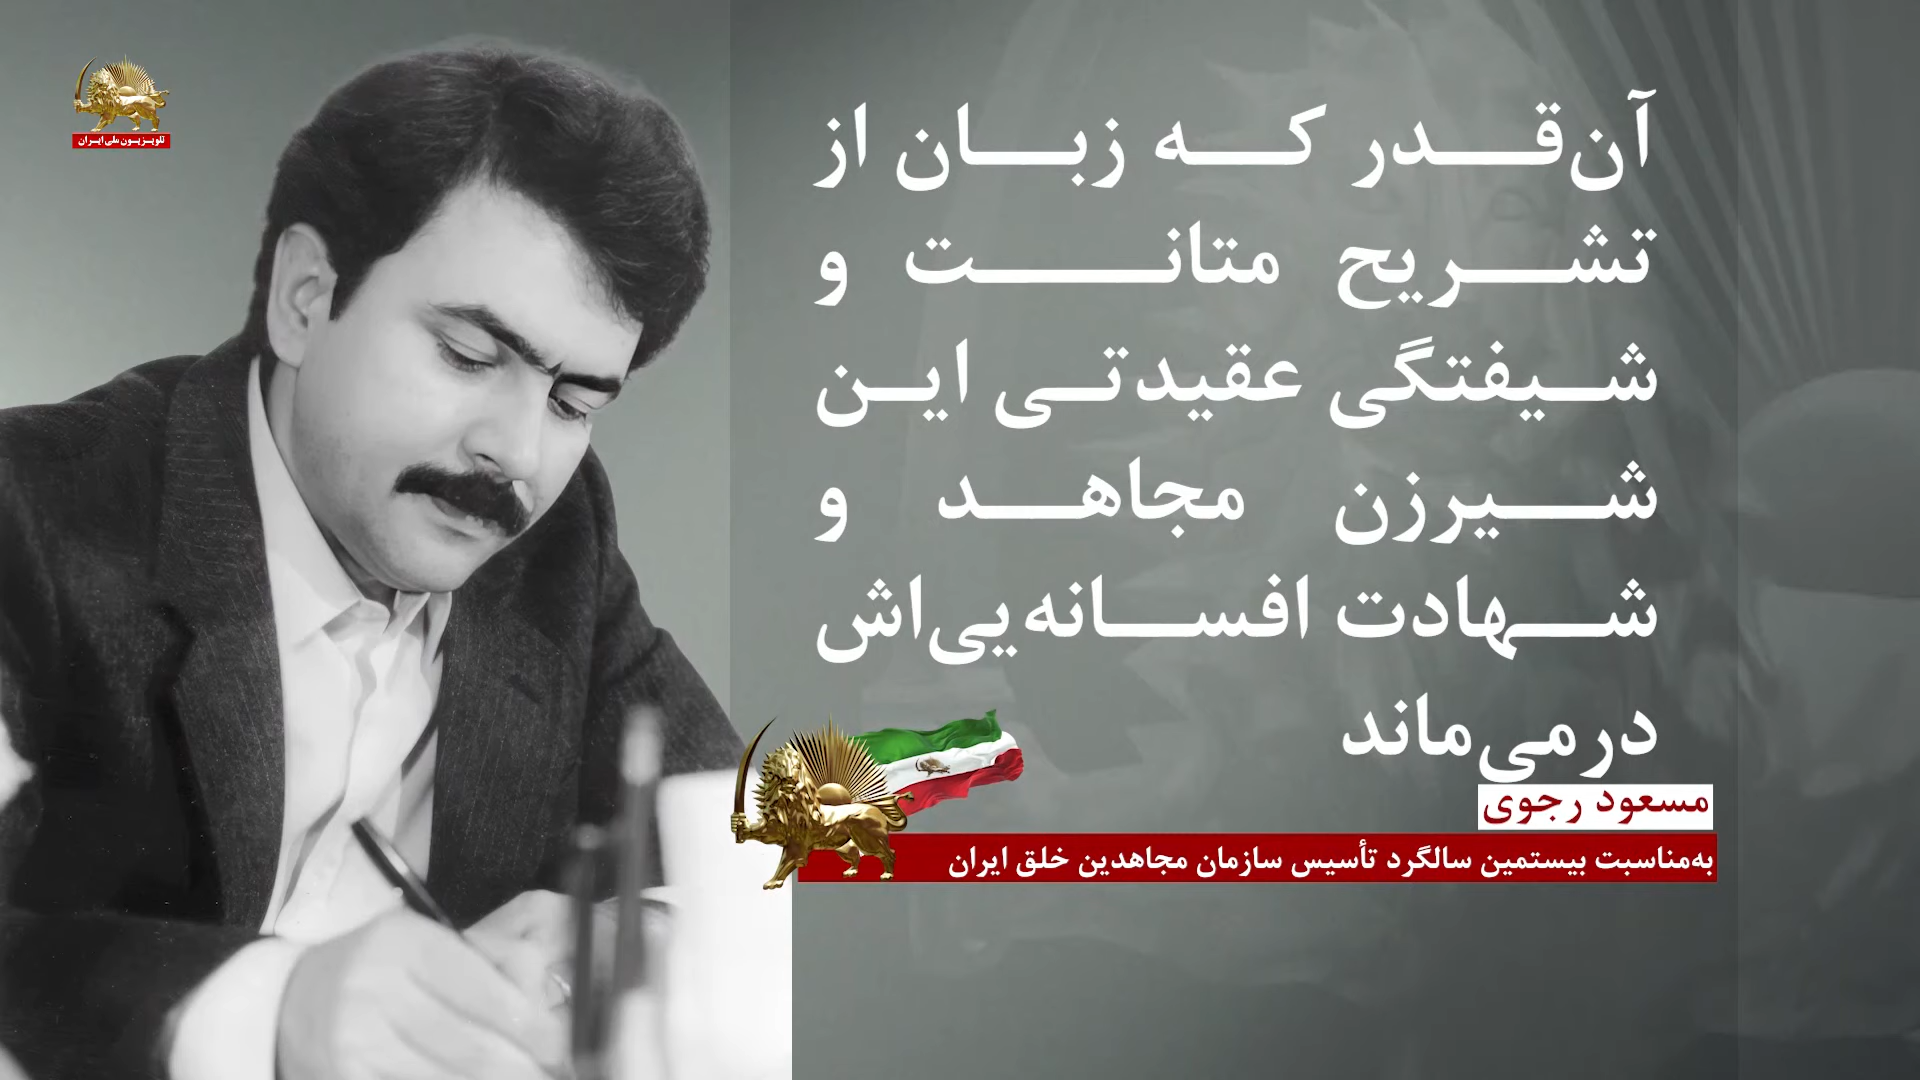 تلویزیون ملی ایران
آن‌قدر که زبان از
تشریح متانت و
شیفتگی عقیدتی این
شیرزن مجاهد و
شهادت افسانه‌یی‌اش
درمی‌ماند
مسعود رجوی
به‌مناسبت بیستمین سالگرد تأسیس سازمان مجاهدین خلق ایران